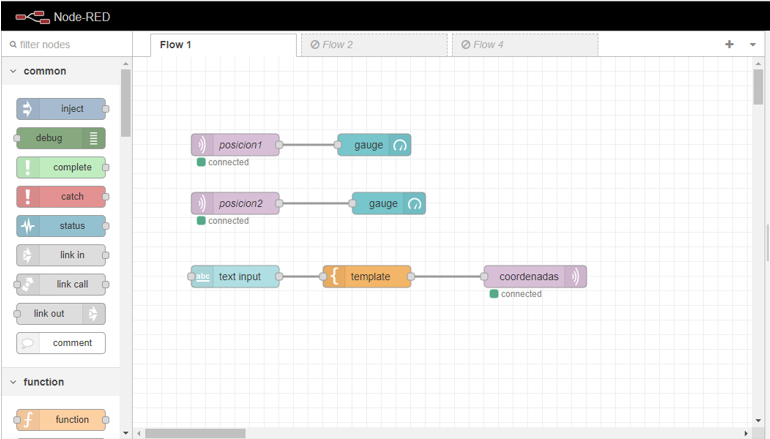 Node-RED
filter nodes
Flow 1
Flow 2
Flow 4
common
inject
debug
complete
catch
status
link in
link call
link out
comment
function
function
posicion1
gauge
connected
posicion2
gauge
connected
abc
text input
template
coordenadas
connected